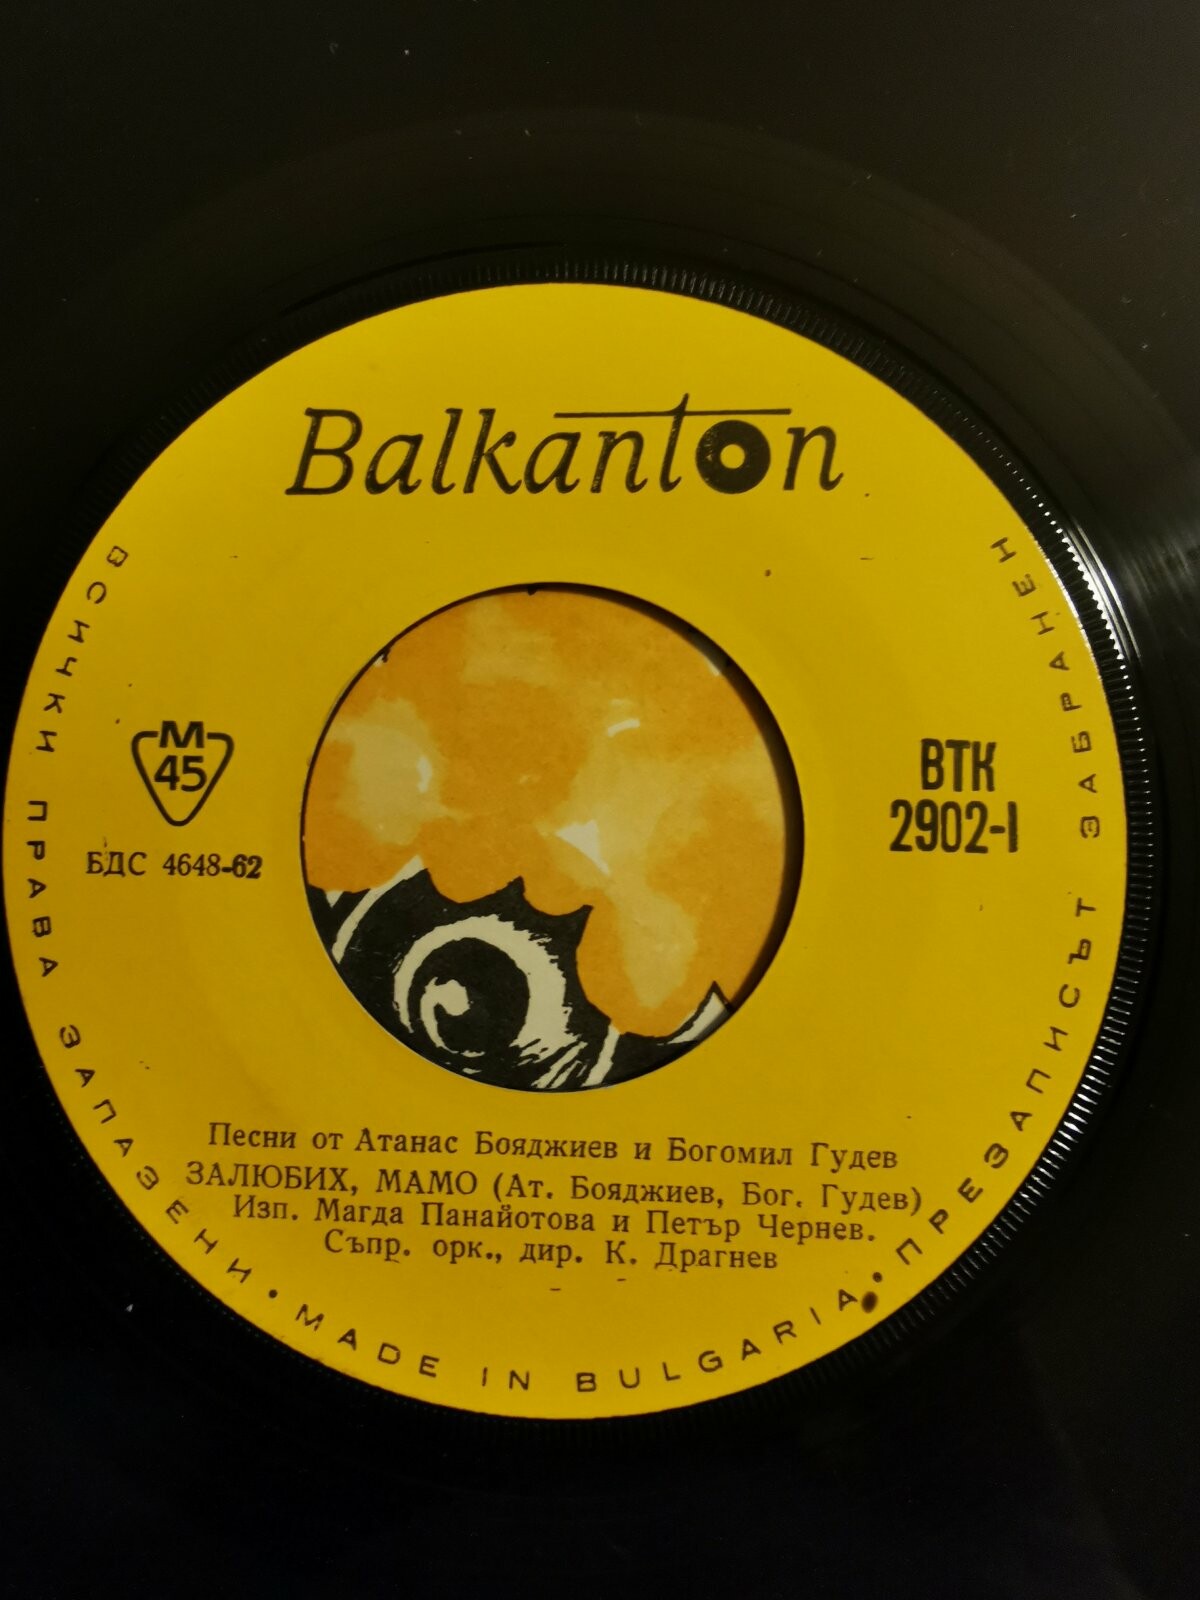 Balkanton
М
45
БДС 4648-62
ВТК
2902-I
Песни от Атанас Бояджиев и Богомил Гудев
ЗАЛЮБИХ, МАМО (Ат. Бояджиев, Бог. Гудев)
Изп. Магда Панайотова и Петър Чернев.
Съпр. орк., дир. К. Драгнев
ВСИЧКИ ПРАВА ЗАПАЗЕНИ • MADE IN BULGARIA • ПРЕЗАПИСЪТ ЗАБРАНЕН